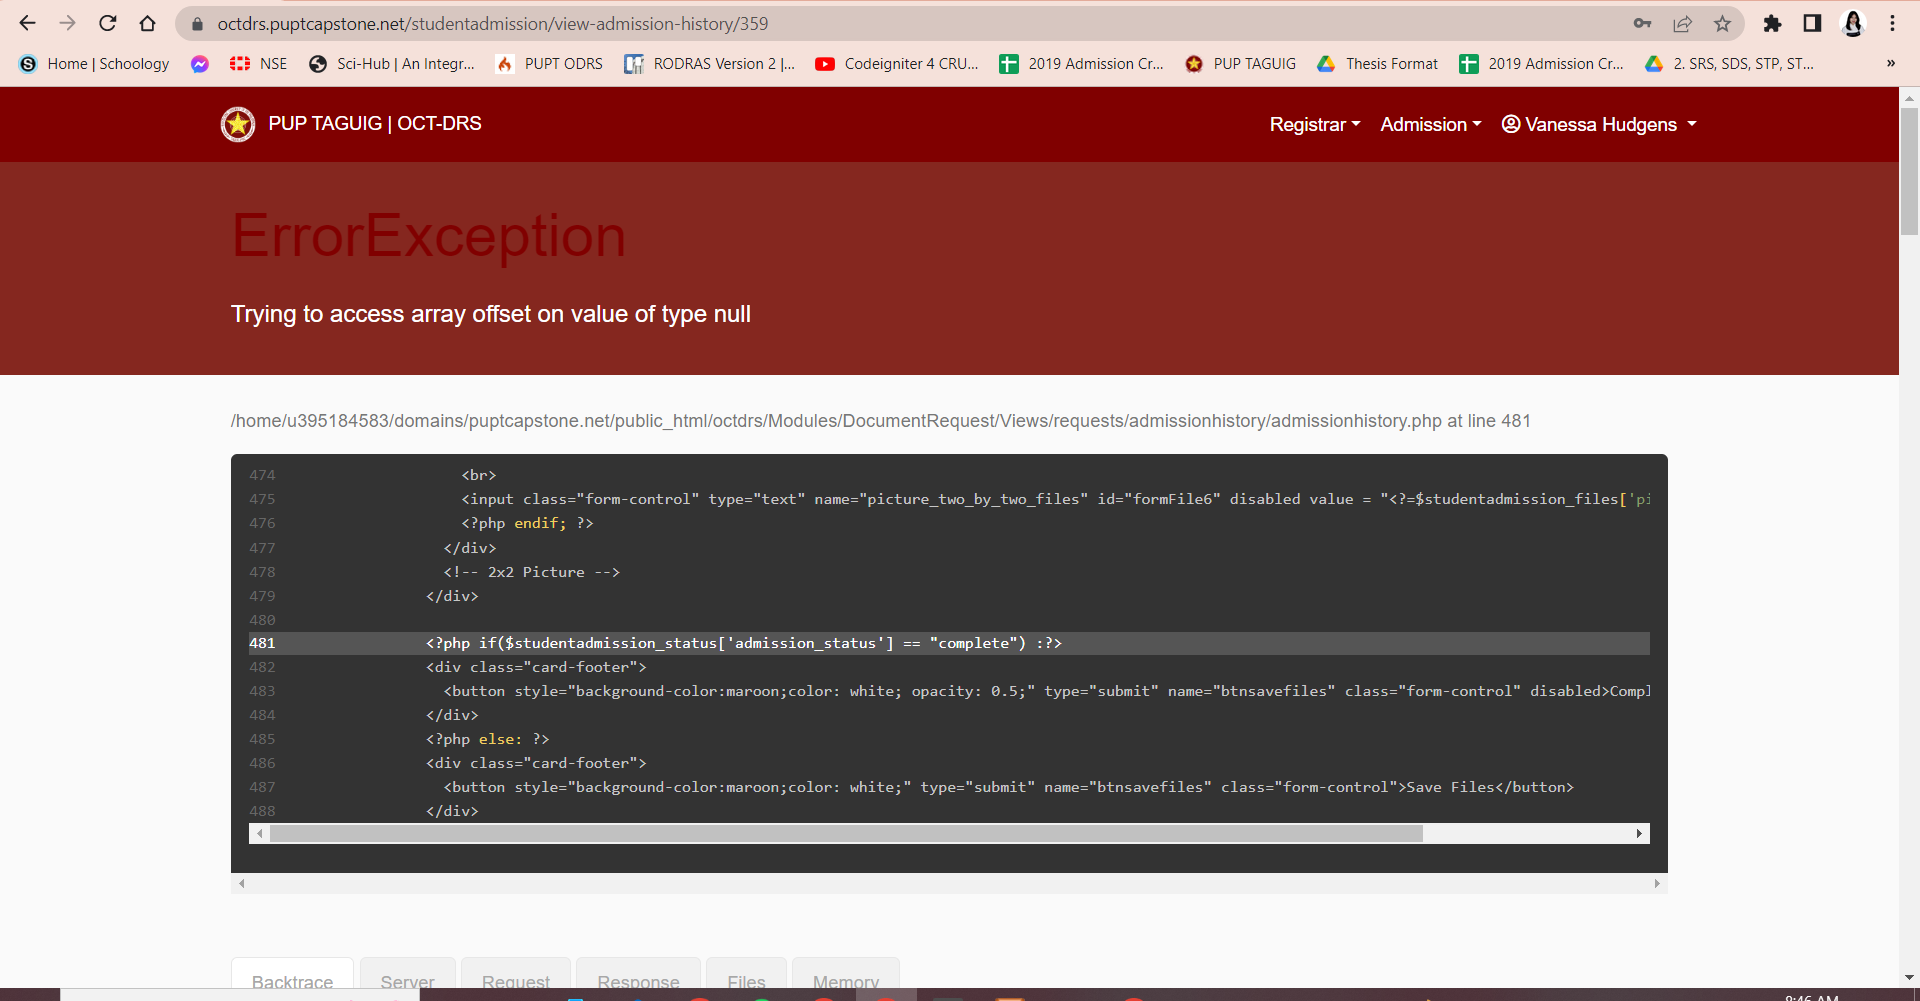 octdrs.puptcapstone.net/studentadmission/view-admission-history/359
Home | Schoology NSE Sci-Hub | An Integr... PUPT ODRS RODRAS Version 2 |... Codeigniter 4 CRU... 2019 Admission Cr... PUP TAGUIG Thesis Format 2019 Admission Cr... 2. SRS, SDS, STP, ST... »
PUP TAGUIG | OCT-DRS Registrar Admission Vanessa Hudgens
ErrorException
Trying to access array offset on value of type null
/home/u395184583/domains/puptcapstone.net/public_html/octdrs/Modules/DocumentRequest/Views/requests/admissionhistory/admissionhistory.php at line 481
474 <br>
475 <input class="form-control" type="text" name="picture_two_by_two_files" id="formFile6" disabled value = "<?=$studentadmission_files['pi
476 <?php endif; ?>
477 </div>
478 <!-- 2x2 Picture -->
479 </div>
480
481 <?php if($studentadmission_status['admission_status'] == "complete") :?>
482 <div class="card-footer">
483 <button style="background-color:maroon;color: white; opacity: 0.5;" type="submit" name="btnsavefiles" class="form-control" disabled>Compl
484 </div>
485 <?php else: ?>
486 <div class="card-footer">
487 <button style="background-color:maroon;color: white;" type="submit" name="btnsavefiles" class="form-control">Save Files</button>
488 </div>
Backtrace Server Request Response Files Memory
9:46 AM